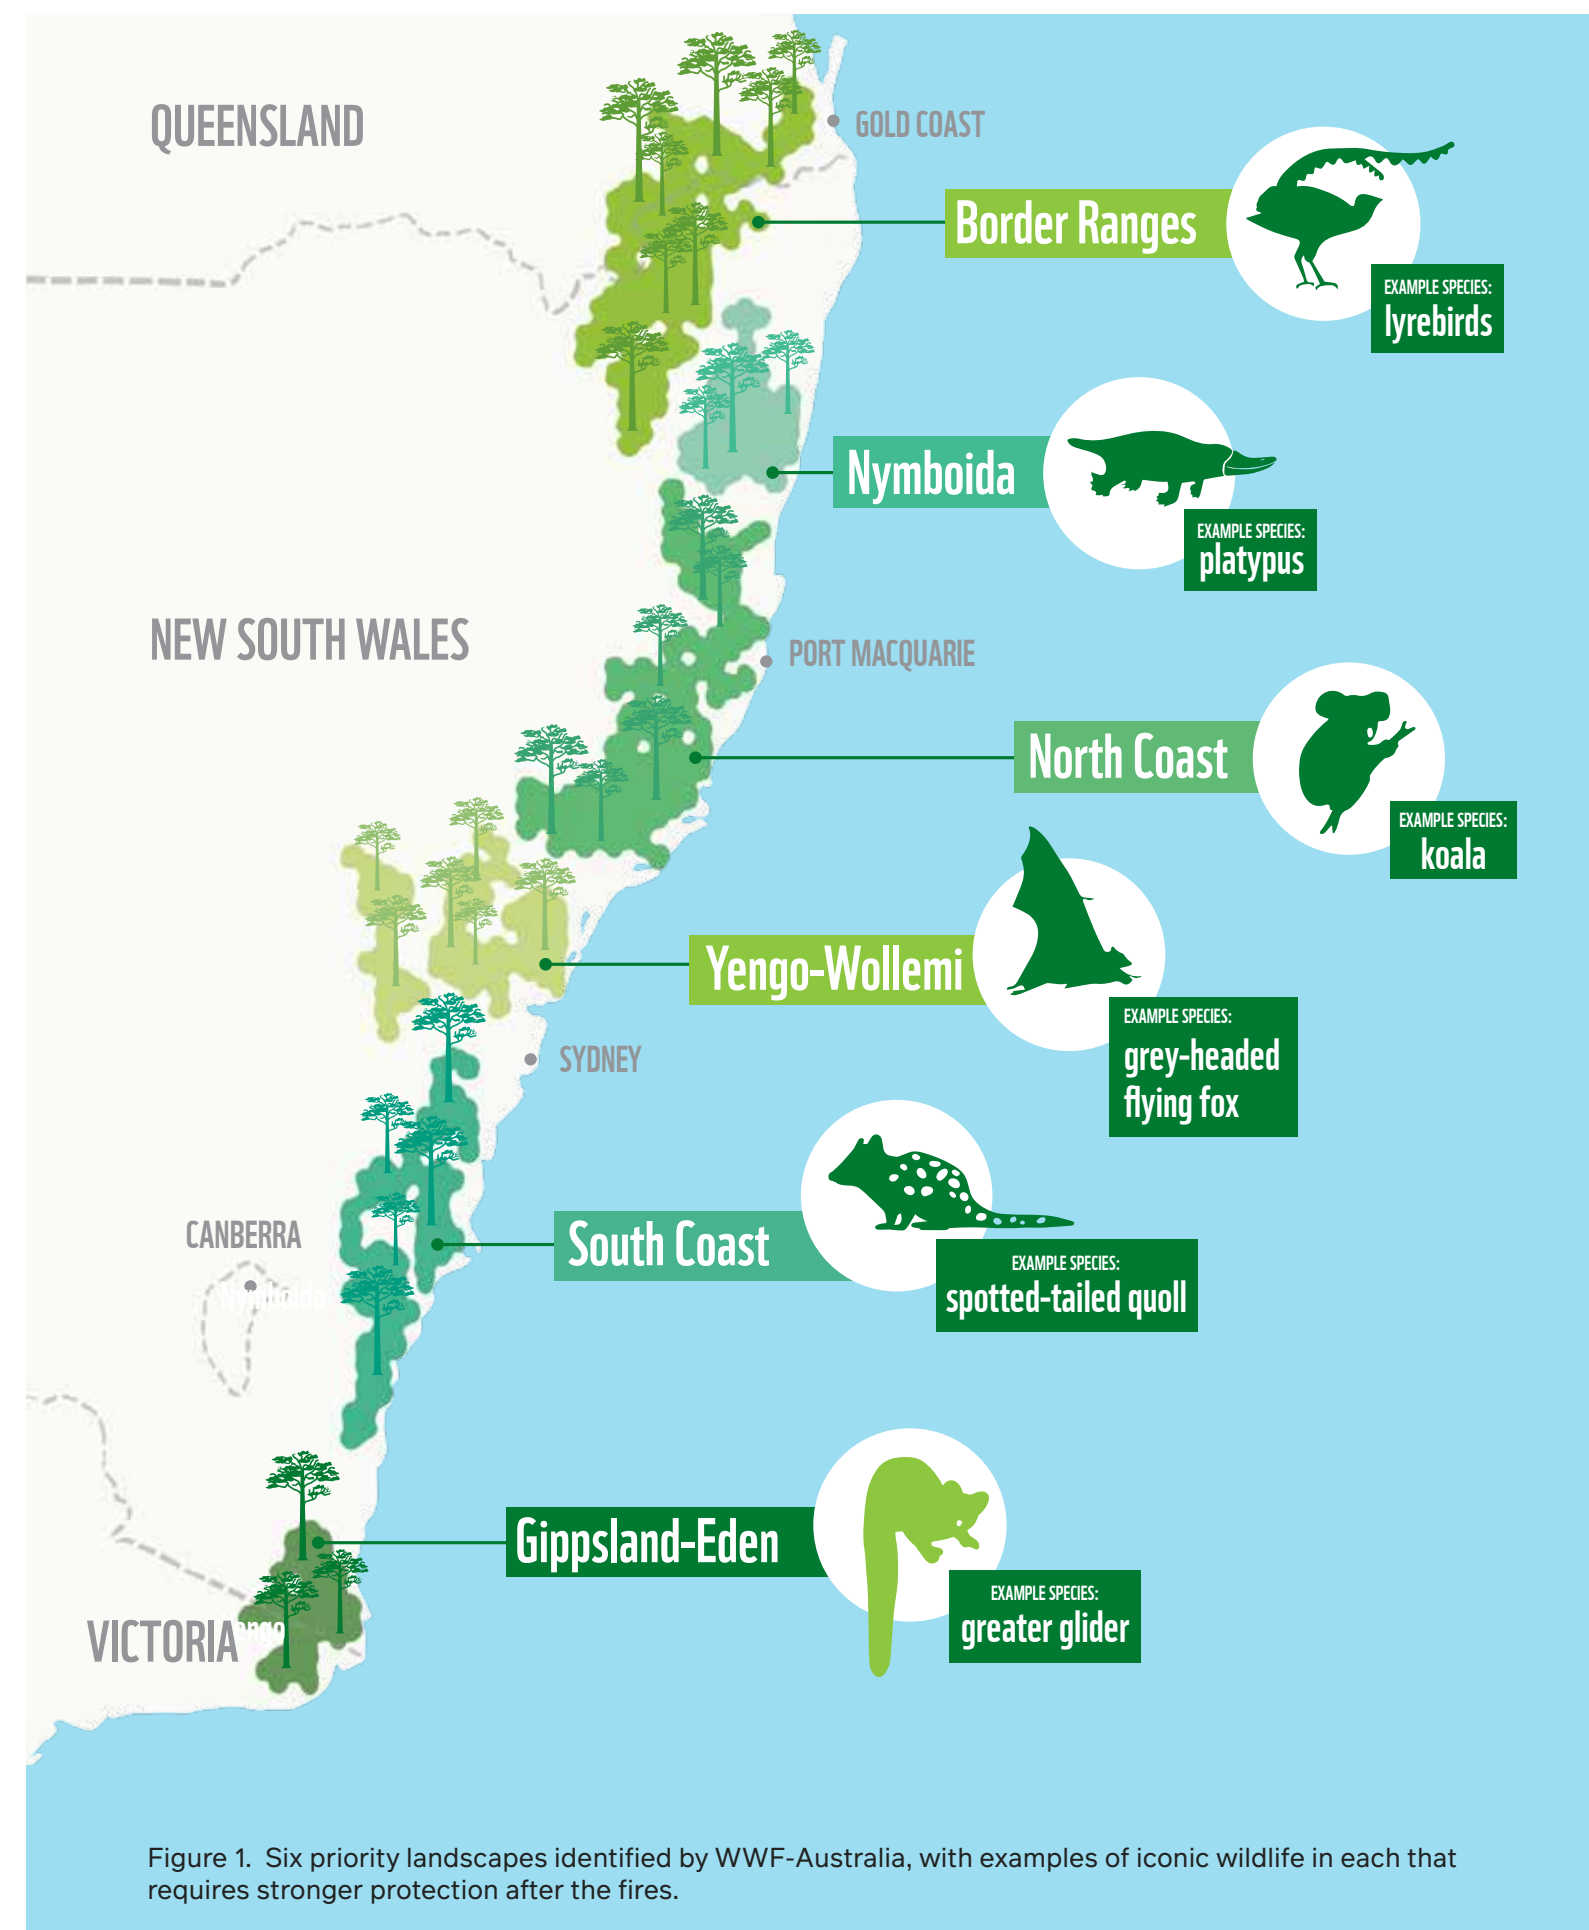 QUEENSLAND
GOLD COAST
Border Ranges
EXAMPLE SPECIES:
lyrebirds
Nymboida
EXAMPLE SPECIES:
platypus
NEW SOUTH WALES
PORT MACQUARIE
North Coast
EXAMPLE SPECIES:
koala
Yengo-Wollemi
EXAMPLE SPECIES:
grey-headed
flying fox
SYDNEY
South Coast
EXAMPLE SPECIES:
spotted-tailed quoll
CANBERRA
Nymboida
Gippsland-Eden
EXAMPLE SPECIES:
greater glider
VICTORIA
Figure 1. Six priority landscapes identified by WWF-Australia, with examples of iconic wildlife in each that
requires stronger protection after the fires.